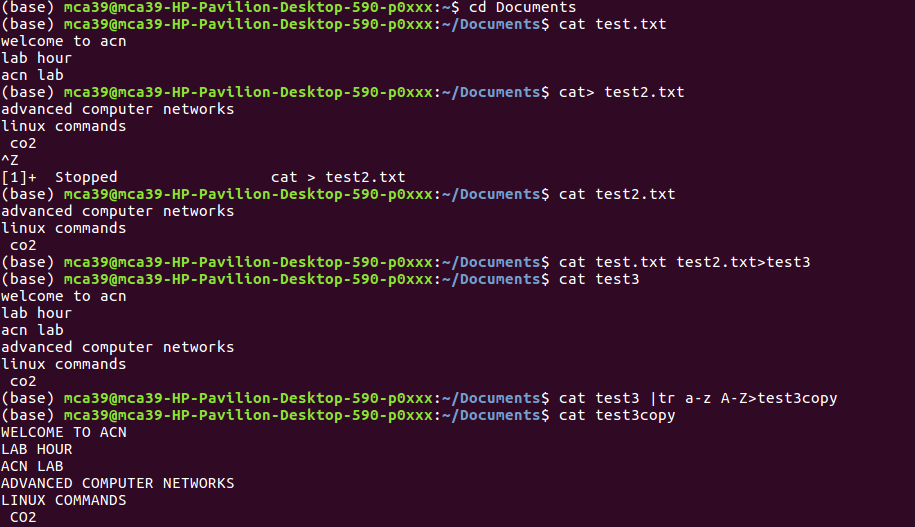 (base) mca39@mca39-HP-Pavilion-Desktop-590-p0xxx:~$ cd Documents
(base) mca39@mca39-HP-Pavilion-Desktop-590-p0xxx:~/Documents$ cat test.txt
welcome to acn
lab hour
acn lab
(base) mca39@mca39-HP-Pavilion-Desktop-590-p0xxx:~/Documents$ cat> test2.txt
advanced computer networks
linux commands
 co2
^Z
[1]+  Stopped                 cat > test2.txt
(base) mca39@mca39-HP-Pavilion-Desktop-590-p0xxx:~/Documents$ cat test2.txt
advanced computer networks
linux commands
 co2
(base) mca39@mca39-HP-Pavilion-Desktop-590-p0xxx:~/Documents$ cat test.txt test2.txt>test3
(base) mca39@mca39-HP-Pavilion-Desktop-590-p0xxx:~/Documents$ cat test3
welcome to acn
lab hour
acn lab
advanced computer networks
linux commands
 co2
(base) mca39@mca39-HP-Pavilion-Desktop-590-p0xxx:~/Documents$ cat test3 |tr a-z A-Z>test3copy
(base) mca39@mca39-HP-Pavilion-Desktop-590-p0xxx:~/Documents$ cat test3copy
WELCOME TO ACN
LAB HOUR
ACN LAB
ADVANCED COMPUTER NETWORKS
LINUX COMMANDS
 CO2